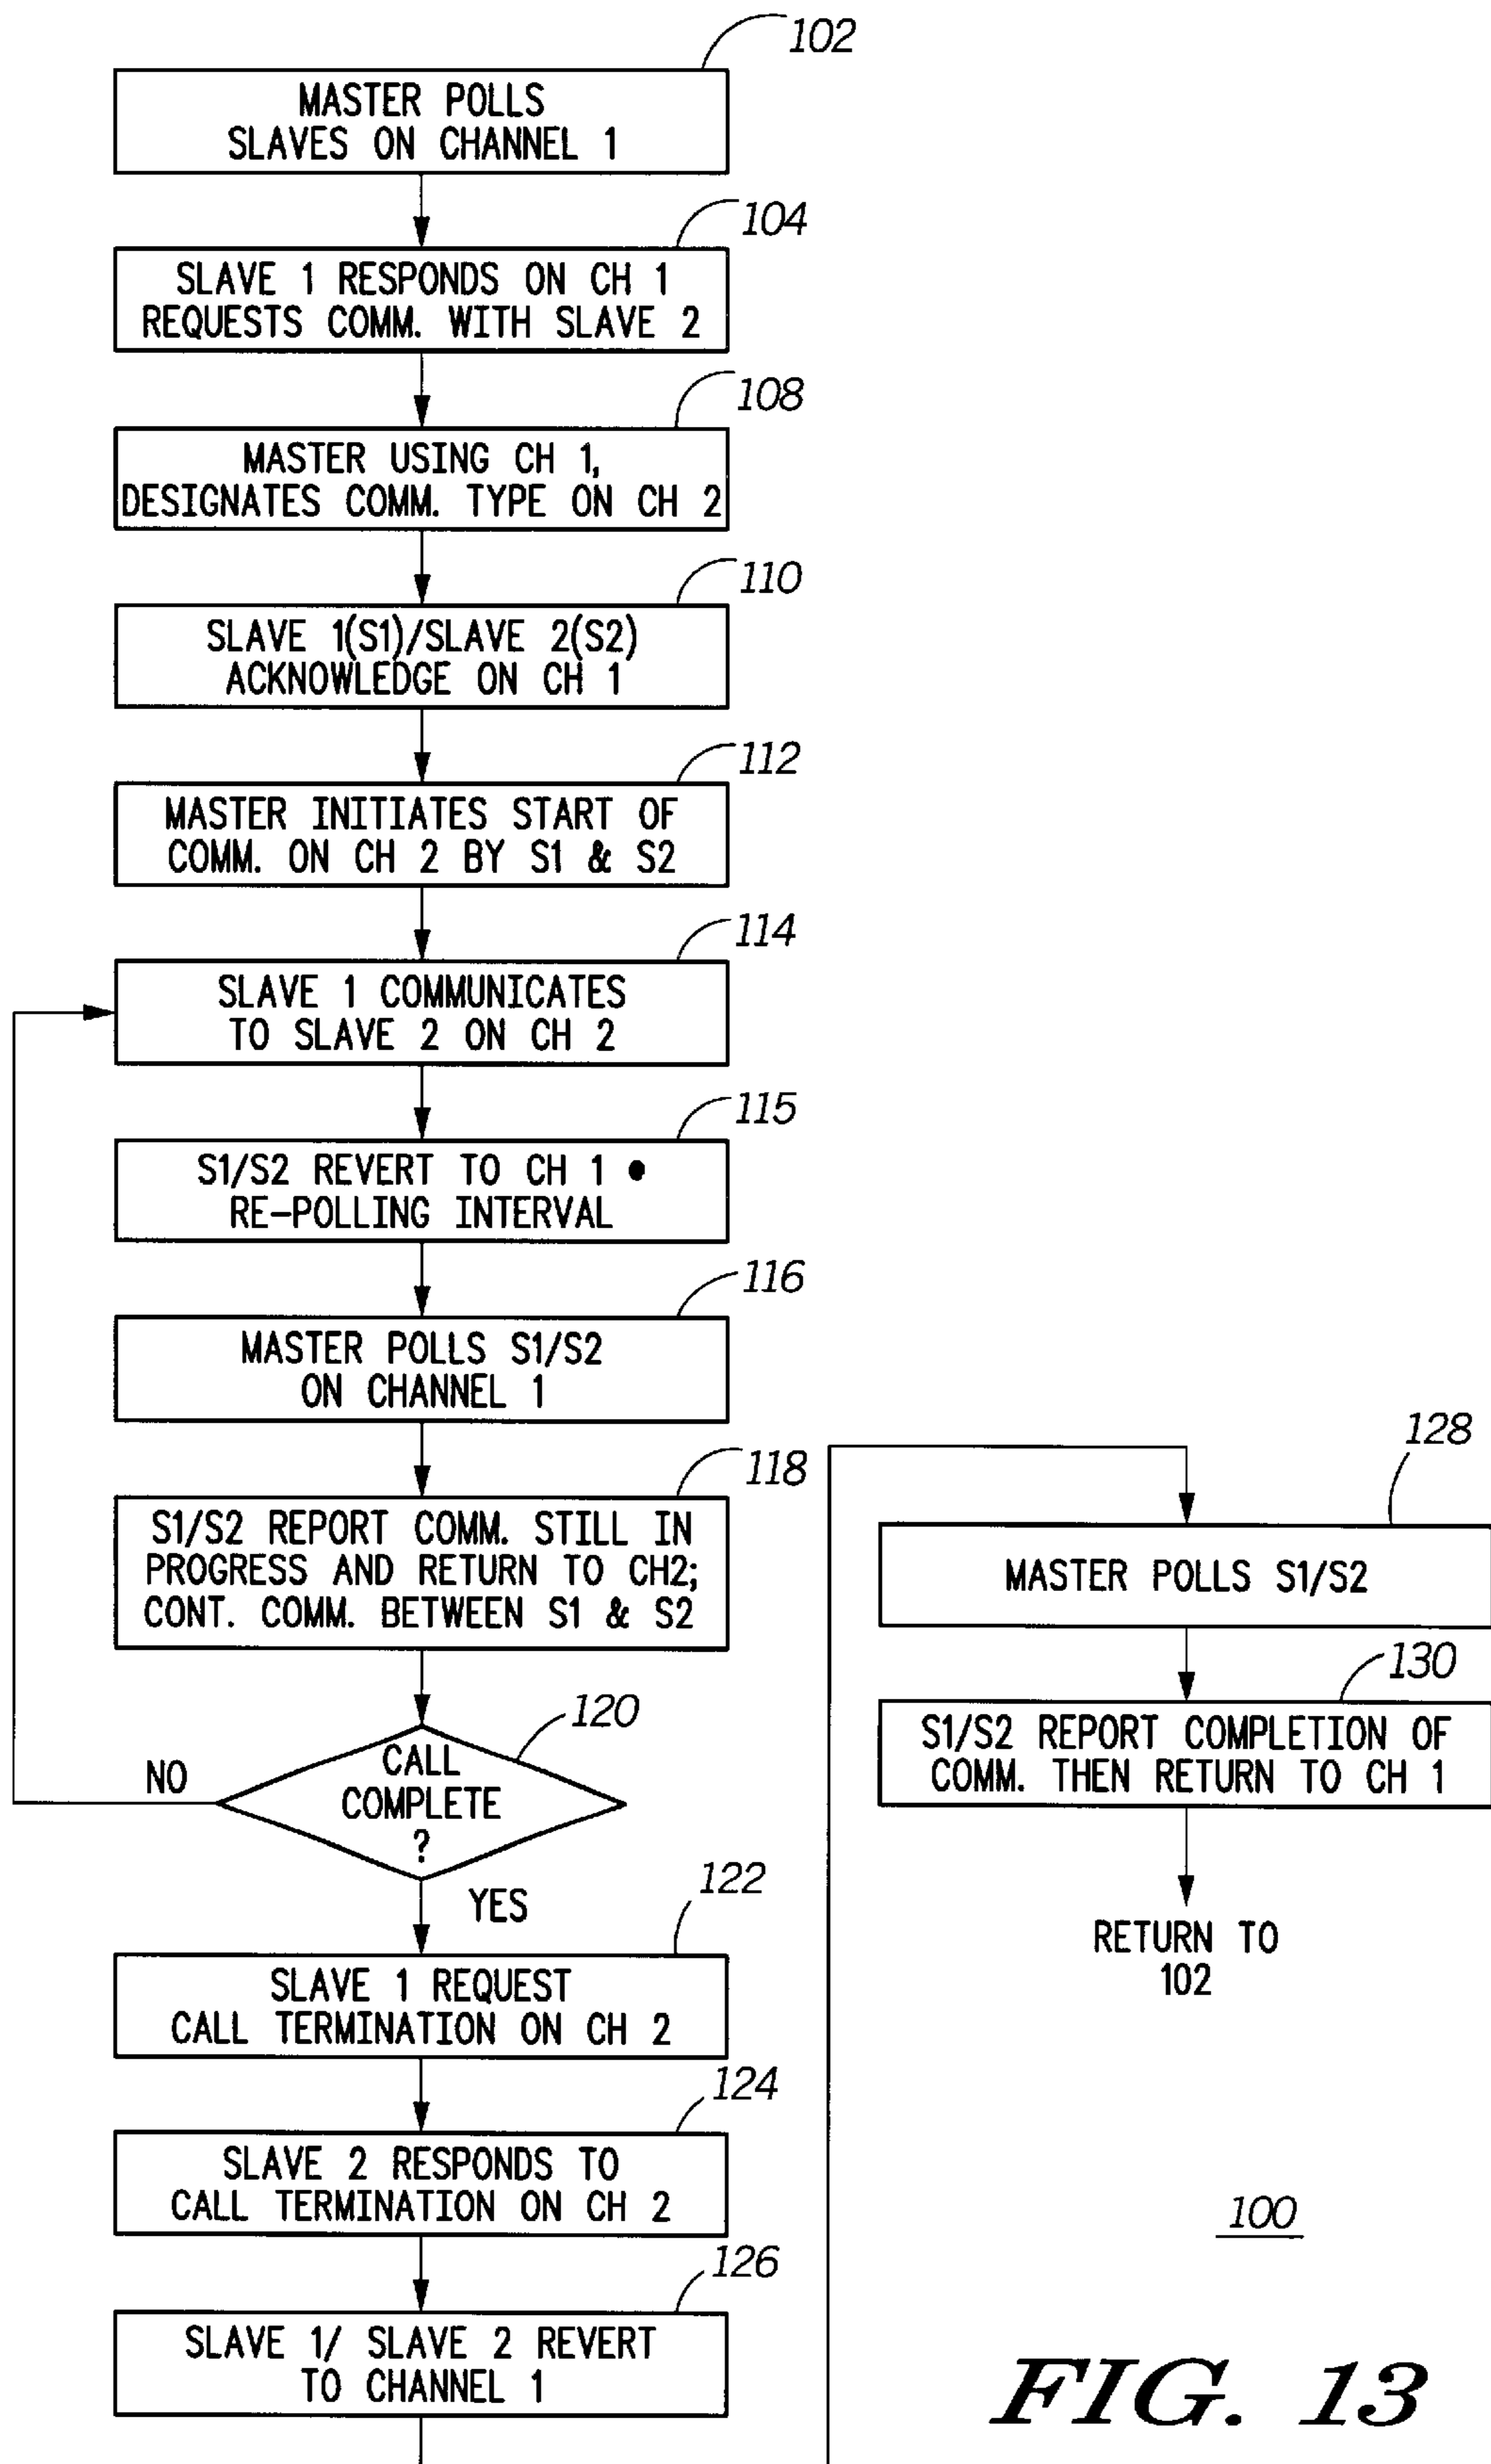 102
MASTER POLLS
SLAVES ON CHANNEL 1
104
SLAVE 1 RESPONDS ON CH 1
REQUESTS COMM. WITH SLAVE 2
108
MASTER USING CH 1,
DESIGNATES COMM. TYPE ON CH 2
110
SLAVE 1(S1)/SLAVE 2(S2)
ACKNOWLEDGE ON CH 1
112
MASTER INITIATES START OF
COMM. ON CH 2 BY S1 & S2
114
SLAVE 1 COMMUNICATES
TO SLAVE 2 ON CH 2
115
S1/S2 REVERT TO CH 1 •
RE-POLLING INTERVAL
116
MASTER POLLS S1/S2
ON CHANNEL 1
118
S1/S2 REPORT COMM. STILL IN
PROGRESS AND RETURN TO CH2;
CONT. COMM. BETWEEN S1 & S2
120
CALL
COMPLETE
?
NO
YES
122
SLAVE 1 REQUEST
CALL TERMINATION ON CH 2
124
SLAVE 2 RESPONDS TO
CALL TERMINATION ON CH 2
126
SLAVE 1/ SLAVE 2 REVERT
TO CHANNEL 1
128
MASTER POLLS S1/S2
130
S1/S2 REPORT COMPLETION OF
COMM. THEN RETURN TO CH 1
RETURN TO
102
100
FIG. 13